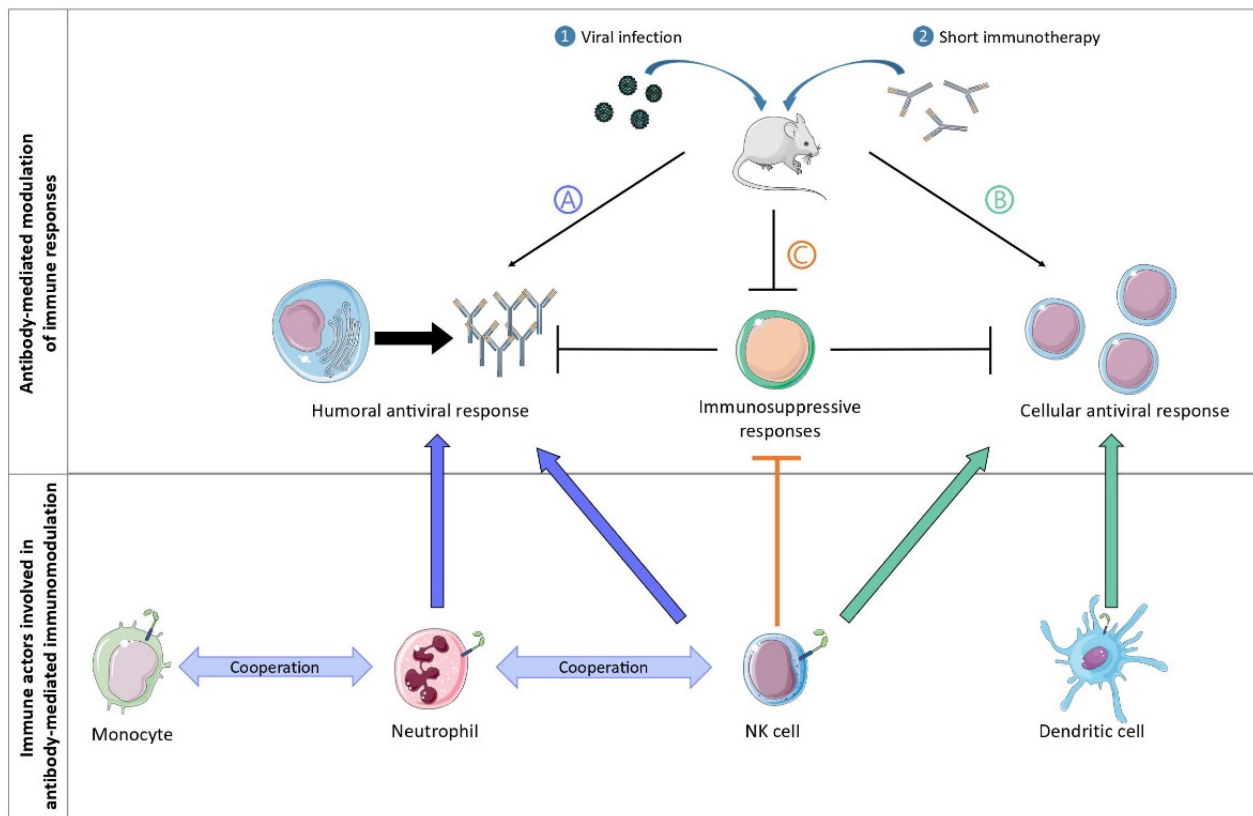 1 Viral infection
2 Short immunotherapy
Antibody-mediated modulation
of immune responses
A
B
C
Humoral antiviral response
Immunosuppressive
responses
Cellular antiviral response
Immune actors involved in
antibody-mediated immunomodulation
Cooperation
Cooperation
Monocyte
Neutrophil
NK cell
Dendritic cell